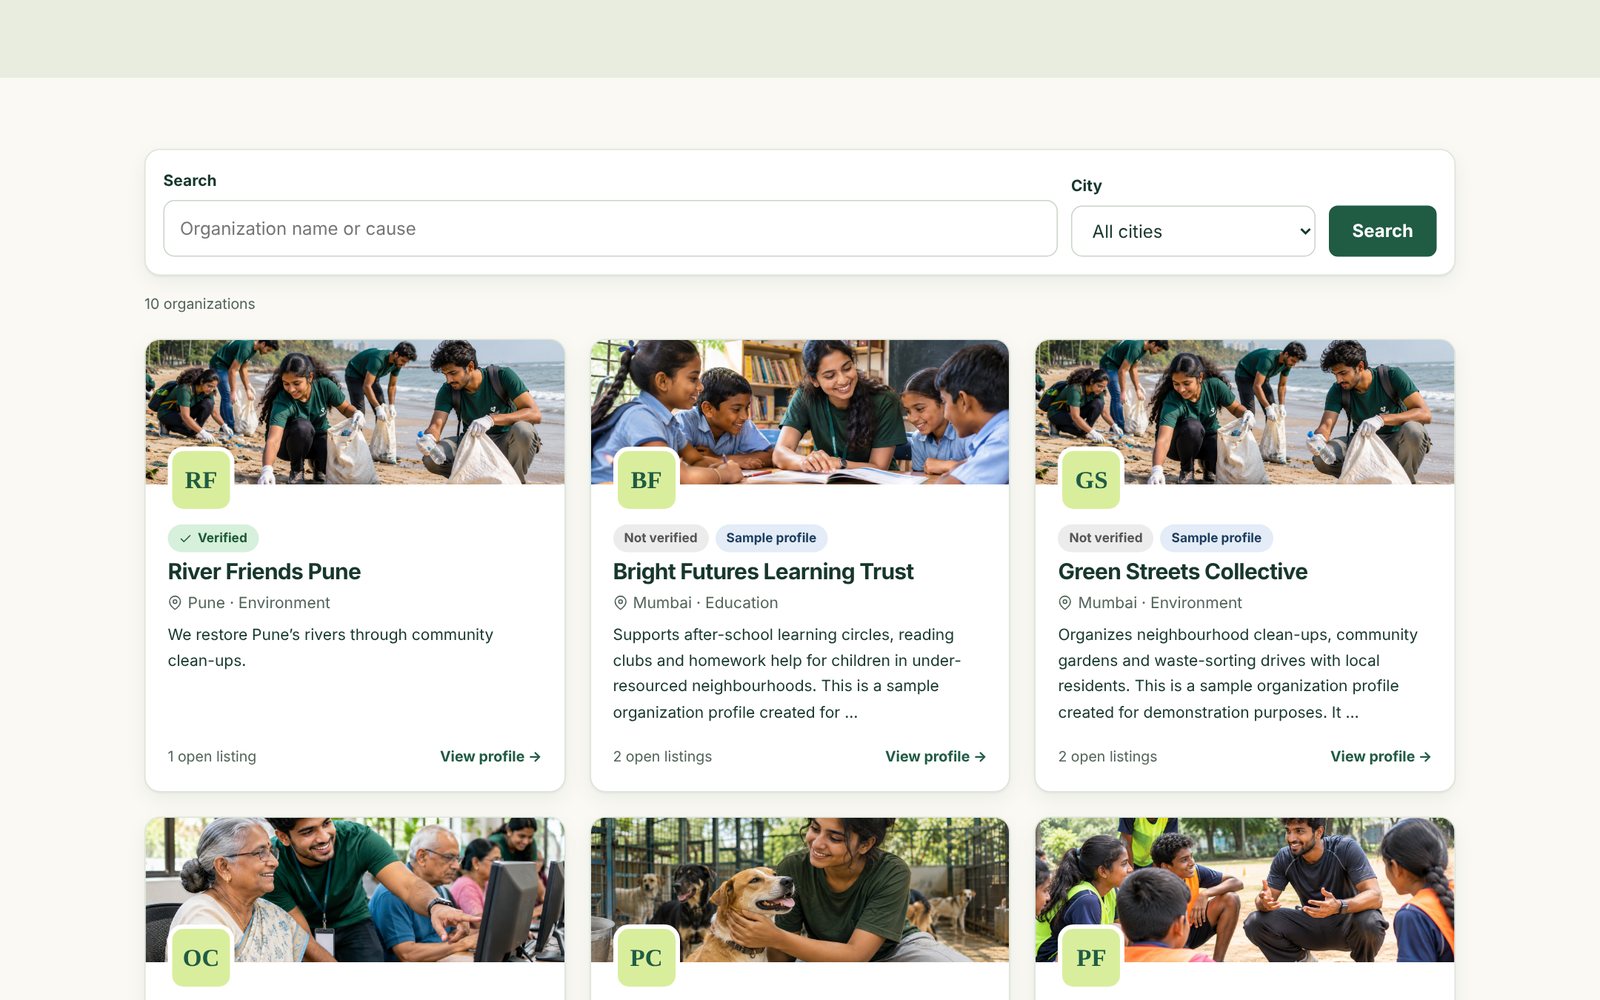 Search
City
Organization name or cause
All cities
Search
10 organizations
RF
Verified
River Friends Pune
Pune · Environment
We restore Pune’s rivers through community
clean-ups.
1 open listing
View profile →
BF
Not verified
Sample profile
Bright Futures Learning Trust
Mumbai · Education
Supports after-school learning circles, reading
clubs and homework help for children in under-
resourced neighbourhoods. This is a sample
organization profile created for ...
2 open listings
View profile →
GS
Not verified
Sample profile
Green Streets Collective
Mumbai · Environment
Organizes neighbourhood clean-ups, community
gardens and waste-sorting drives with local
residents. This is a sample organization profile
created for demonstration purposes. It ...
2 open listings
View profile →
OC
PC
PF